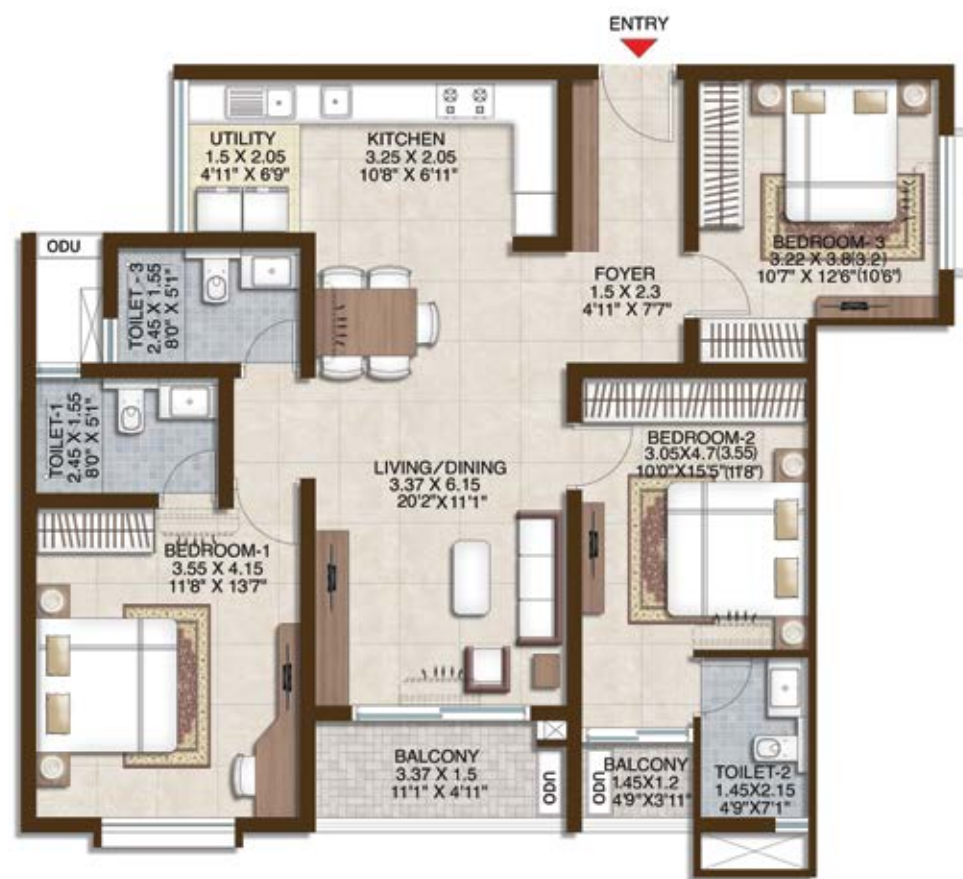 ENTRY
UTILITY
1.5 X 2.05
4'11" X 6'9"
KITCHEN
3.25 X 2.05
10'8" X 6'11"
BEDROOM- 3
3.22 X 3.8(3.2)
10'7" X 12'6"(10'6")
ODU
TOILET - 3
2.45 X 1.55
8'0" X 5'1"
FOYER
1.5 X 2.3
4'11" X 7'7"
TOILET-1
2.45 X 1.55
8'0" X 5'1"
LIVING/DINING
3.37 X 6.15
20'2" X 11'1"
BEDROOM-2
3.05X4.7(3.55)
10'0"X15'5"(11'8")
BEDROOM-1
3.55 X 4.15
11'8" X 13'7"
BALCONY
3.37 X 1.5
11'1" X 4'11"
ODU
ODU
BALCONY
1.45X1.2
4'9"X3'11"
TOILET-2
1.45X2.15
4'9"X7'1"